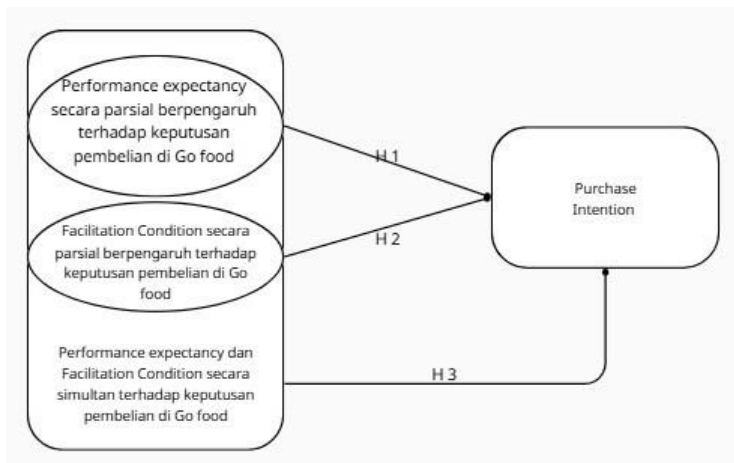 Performance expectancy
secara parsial berpengaruh
terhadap keputusan
pembelian di Go food
H 1
Purchase
Intention
Facilitation Condition secara
parsial berpengaruh terhadap
keputusan pembelian di Go
food
H 2
Performance expectancy dan
Facilitation Condition secara
simultan terhadap keputusan
pembelian di Go food
H 3